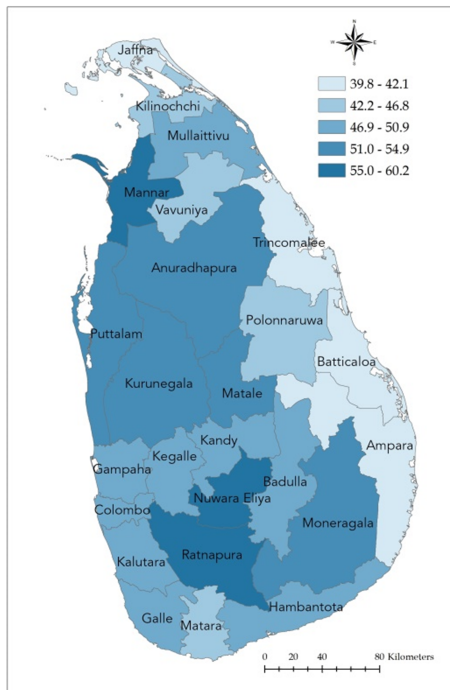 Jaffna
N
W
E
S
39.8 - 42.1
42.2 - 46.8
46.9 - 50.9
51.0 - 54.9
55.0 - 60.2
Kilinochchi
Mullaittivu
Mannar
Vavuniya
Trincomalee
Anuradhapura
Polonnaruwa
Puttalam
Batticaloa
Kurunegala
Matale
Kandy
Ampara
Kegalle
Gampaha
Badulla
Nuwara Eliya
Colombo
Moneragala
Ratnapura
Kalutara
Hambantota
Galle
Matara
0 20 40 80 Kilometers